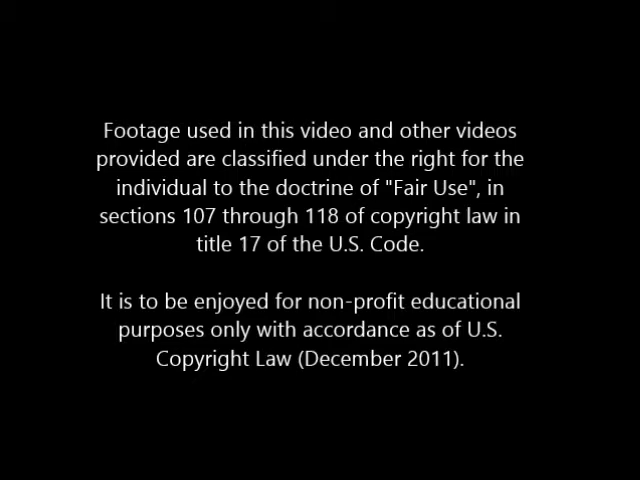 Footage used in this video and other videos
provided are classified under the right for the
individual to the doctrine of "Fair Use", in
sections 107 through 118 of copyright law in
title 17 of the U.S. Code.
It is to be enjoyed for non-profit educational
purposes only with accordance as of U.S.
Copyright Law (December 2011).